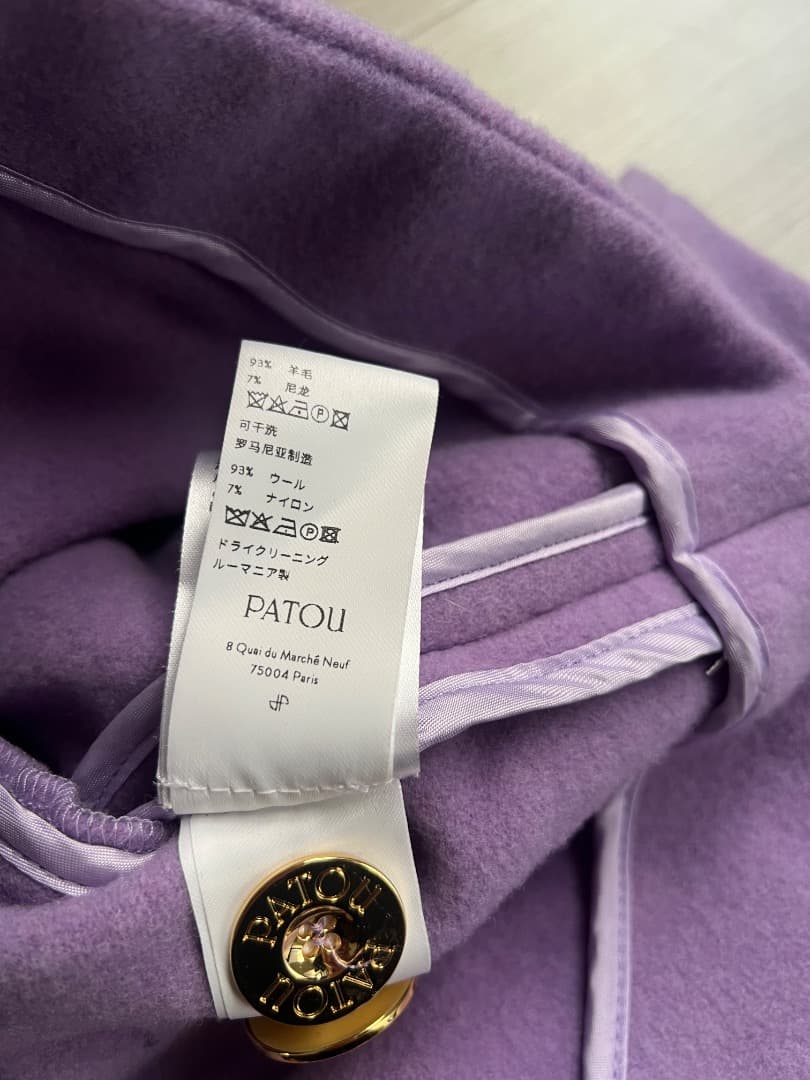 93% 羊毛
7% 尼龙
可干洗
罗马尼亚制造
93% ウール
7% ナイロン
ドライクリーニング
ルーマニア製
PATOU
8 Quai du Marché Neuf
75004 Paris
JP
PATOU
PATOU